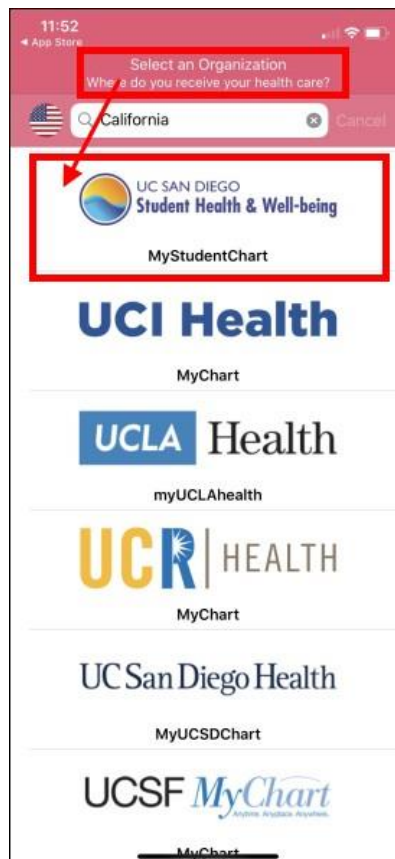 11:52
◀ App Store
Select an Organization
Where do you receive your health care?
California
Cancel
UC SAN DIEGO
Student Health & Well-being
MyStudentChart
UCI Health
MyChart
UCLA Health
myUCLAhealth
UCR HEALTH
MyChart
UC San Diego Health
MyUCSDChart
UCSF MyChart
Anytime. Anyplace. Anywhere.
MyChart